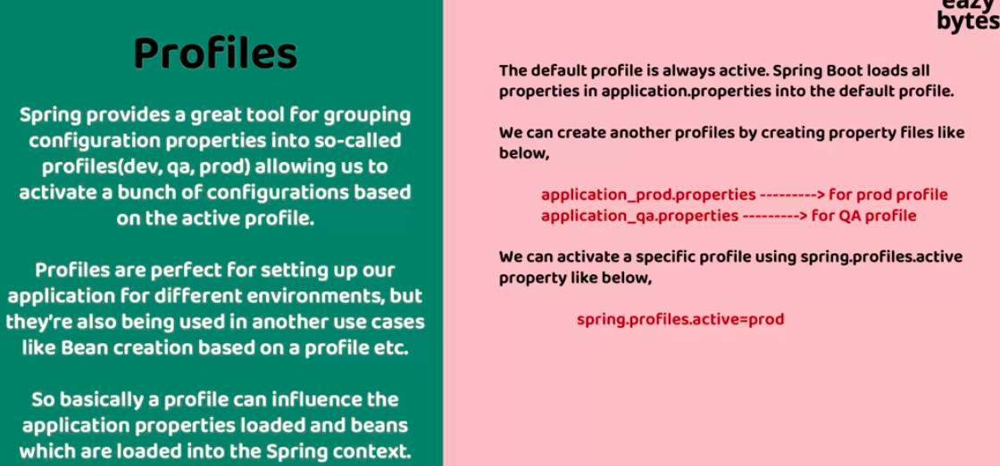 Profiles
Spring provides a great tool for grouping
configuration properties into so-called
profiles(dev, qa, prod) allowing us to
activate a bunch of configurations based
on the active profile.
Profiles are perfect for setting up our
application for different environments, but
they're also being used in another use cases
like Bean creation based on a profile etc.
So basically a profile can influence the
application properties loaded and beans
which are loaded into the Spring context.
eazy
bytes
The default profile is always active. Spring Boot loads all
properties in application.properties into the default profile.
We can create another profiles by creating property files like
below,
application_prod.properties ---------> for prod profile
application_qa.properties ---------> for QA profile
We can activate a specific profile using spring.profiles.active
property like below,
spring.profiles.active=prod